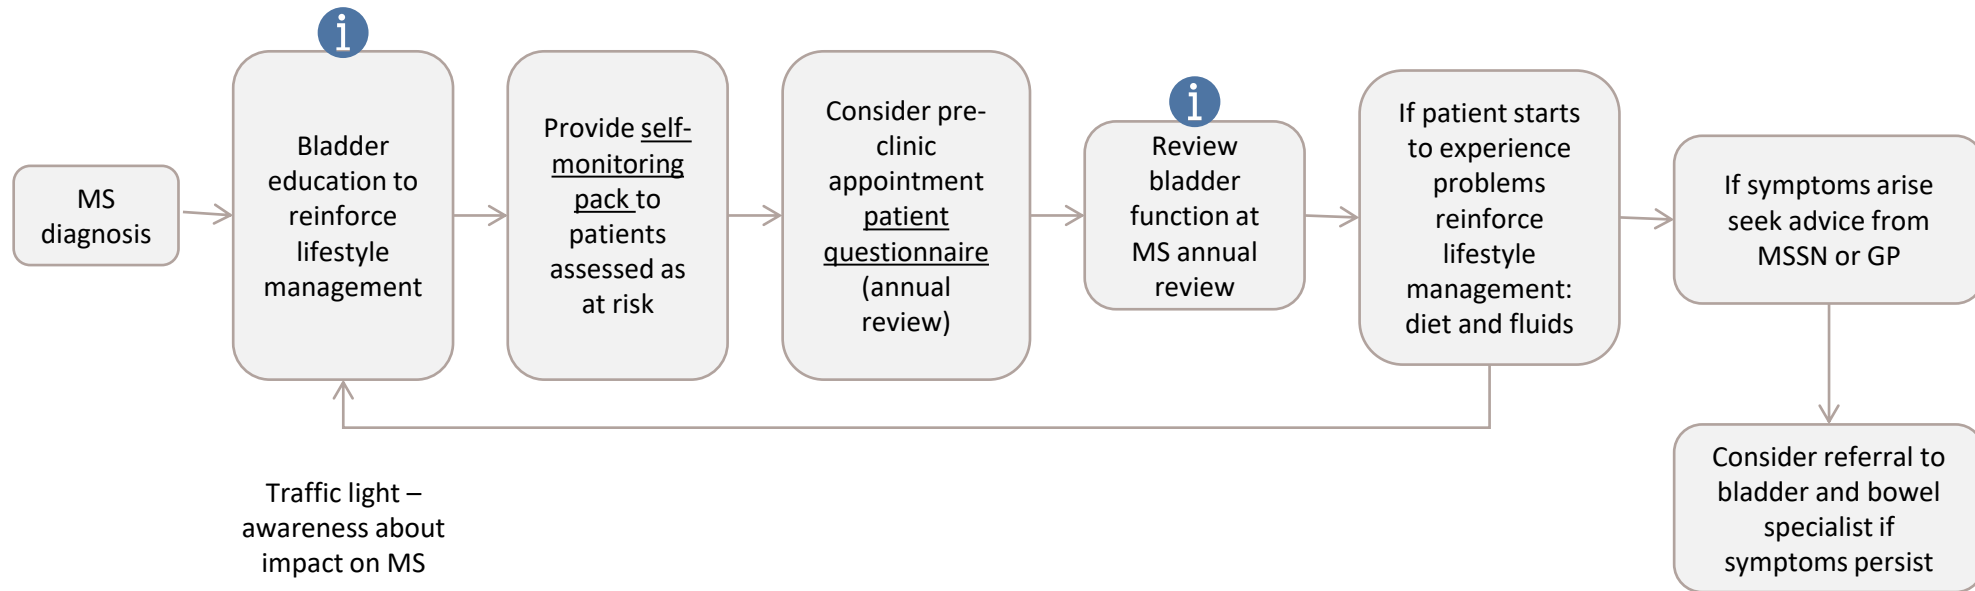 i
MS
diagnosis
Bladder
education to
reinforce
lifestyle
management
Provide self-
monitoring
pack to
patients
assessed as
at risk
Consider pre-
clinic
appointment
patient
questionnaire
(annual
review)
i
Review
bladder
function at
MS annual
review
If patient starts
to experience
problems
reinforce
lifestyle
management:
diet and fluids
If symptoms arise
seek advice from
MSSN or GP
Consider referral to
bladder and bowel
specialist if
symptoms persist
Traffic light –
awareness about
impact on MS